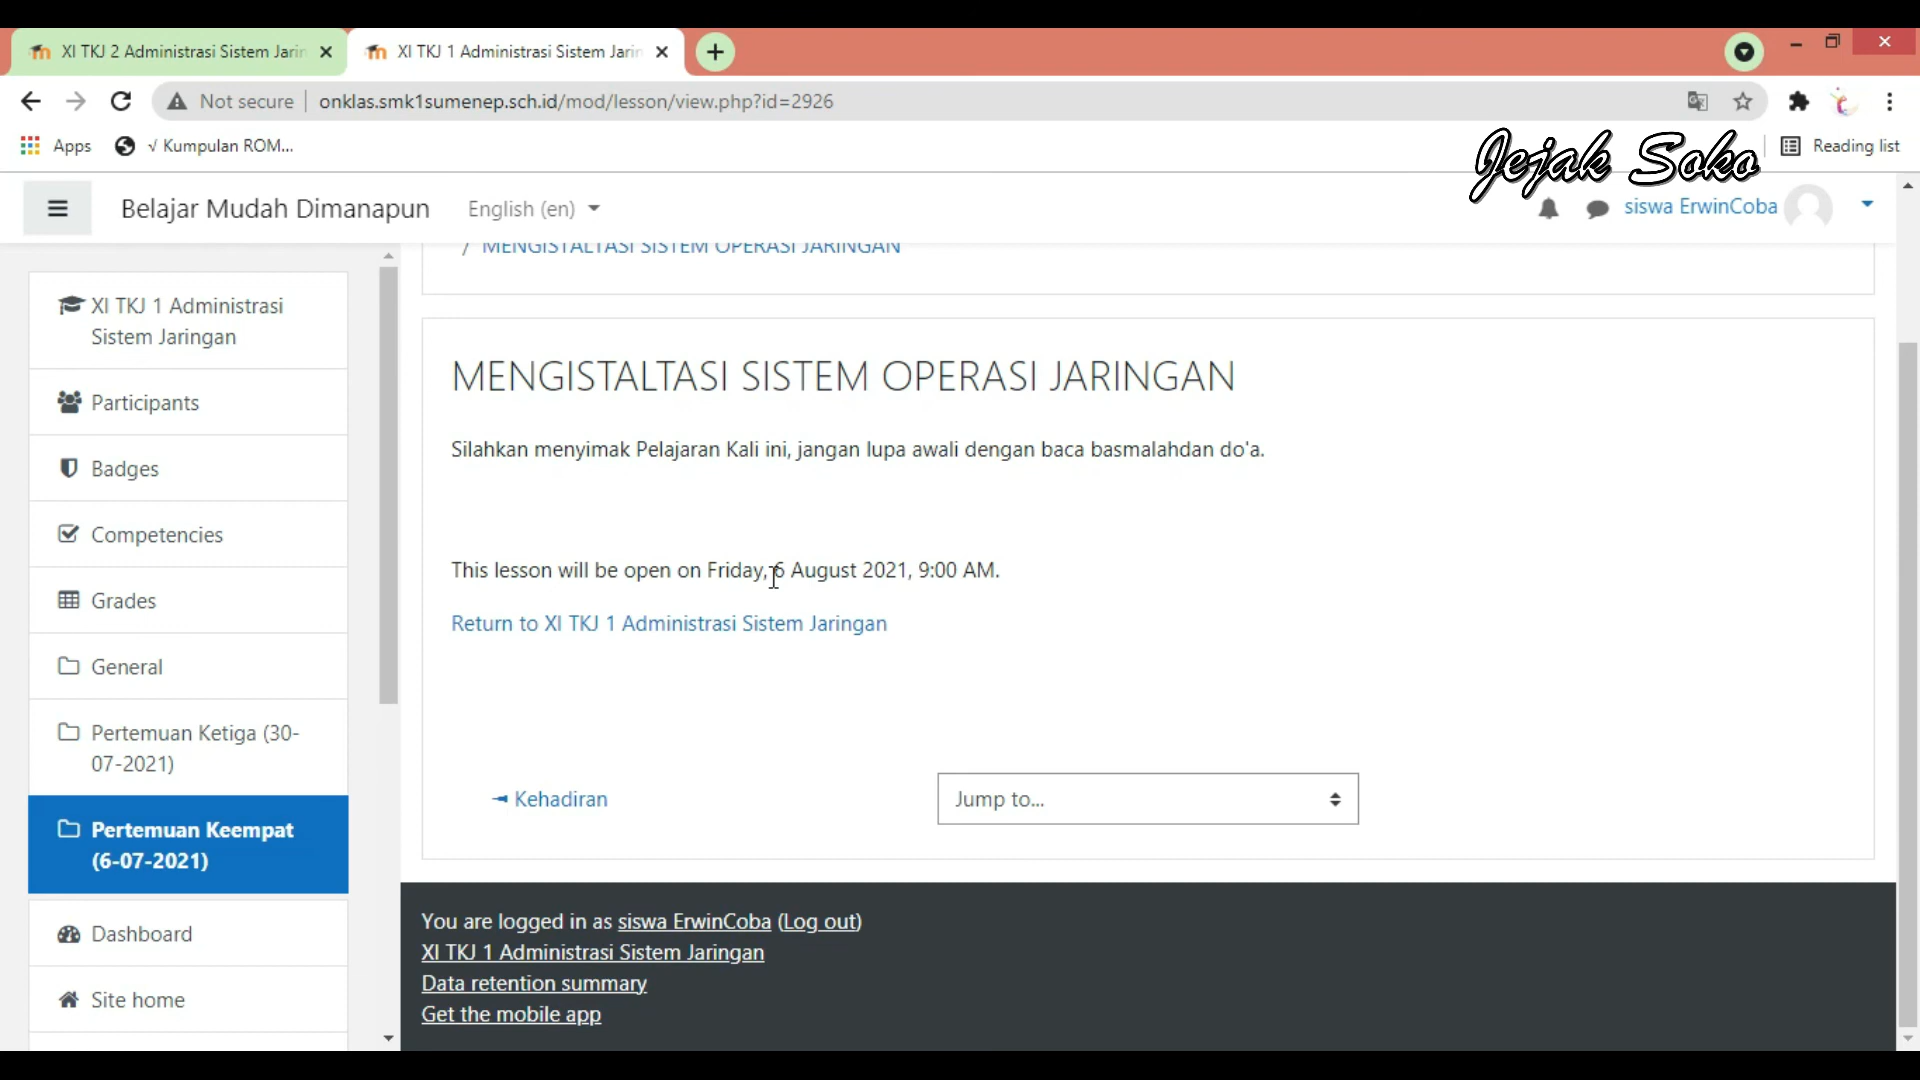 XI TKJ 2 Administrasi Sistem Jarin
XI TKJ 1 Administrasi Sistem Jarin
Not secure
onklas.smk1sumenep.sch.id/mod/lesson/view.php?id=2926
Apps
√ Kumpulan ROM...
Jejak Soko
Reading list
Belajar Mudah Dimanapun
English (en)
siswa ErwinCoba
/ MENGISTALTASI SISTEM OPERASI JARINGAN
XI TKJ 1 Administrasi
Sistem Jaringan
Participants
Badges
Competencies
Grades
General
Pertemuan Ketiga (30-
07-2021)
Pertemuan Keempat
(6-07-2021)
Dashboard
Site home
MENGISTALTASI SISTEM OPERASI JARINGAN
Silahkan menyimak Pelajaran Kali ini, jangan lupa awali dengan baca basmalahdan do'a.
This lesson will be open on Friday, 6 August 2021, 9:00 AM.
Return to XI TKJ 1 Administrasi Sistem Jaringan
Kehadiran
Jump to...
You are logged in as siswa ErwinCoba (Log out)
XI TKJ 1 Administrasi Sistem Jaringan
Data retention summary
Get the mobile app